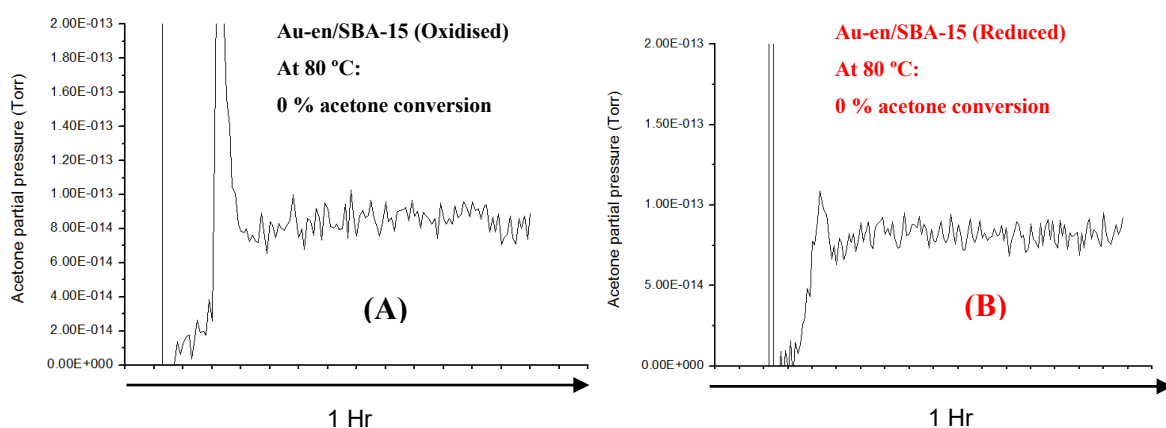 Acetone partial pressure (Torr)
2.00E-013
1.80E-013
1.60E-013
1.40E-013
1.20E-013
1.00E-013
8.00E-014
6.00E-014
4.00E-014
2.00E-014
0.00E+000
Au-en/SBA-15 (Oxidised)
At 80 ºC:
0 % acetone conversion
(A)
1 Hr
Acetone partial pressure (Torr)
2.00E-013
1.50E-013
1.00E-013
5.00E-014
0.00E+000
Au-en/SBA-15 (Reduced)
At 80 ºC:
0 % acetone conversion
(B)
1 Hr